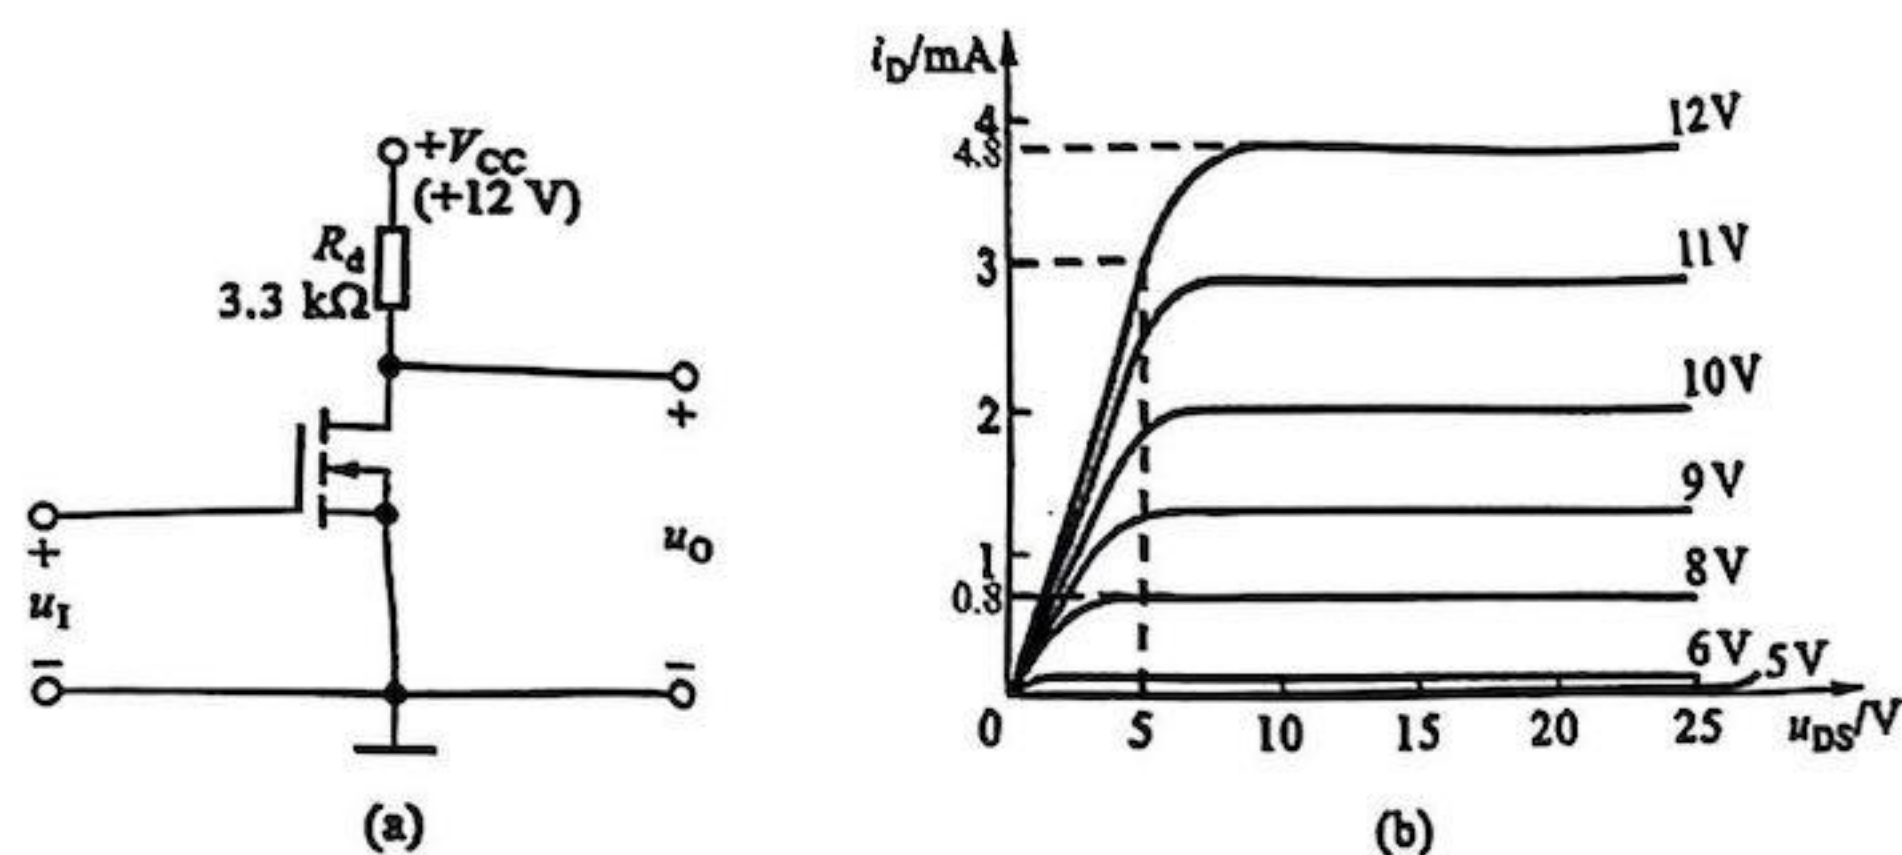 +V_CC
(+12 V)
R_d
3.3 kΩ
+
+
u_I
u_O
−
−
(a)
i_D/mA
4
4.8
3
2
1
0.8
0
5
10
15
20
25
u_DS/V
12V
11V
10V
9V
8V
6V
5V
(b)